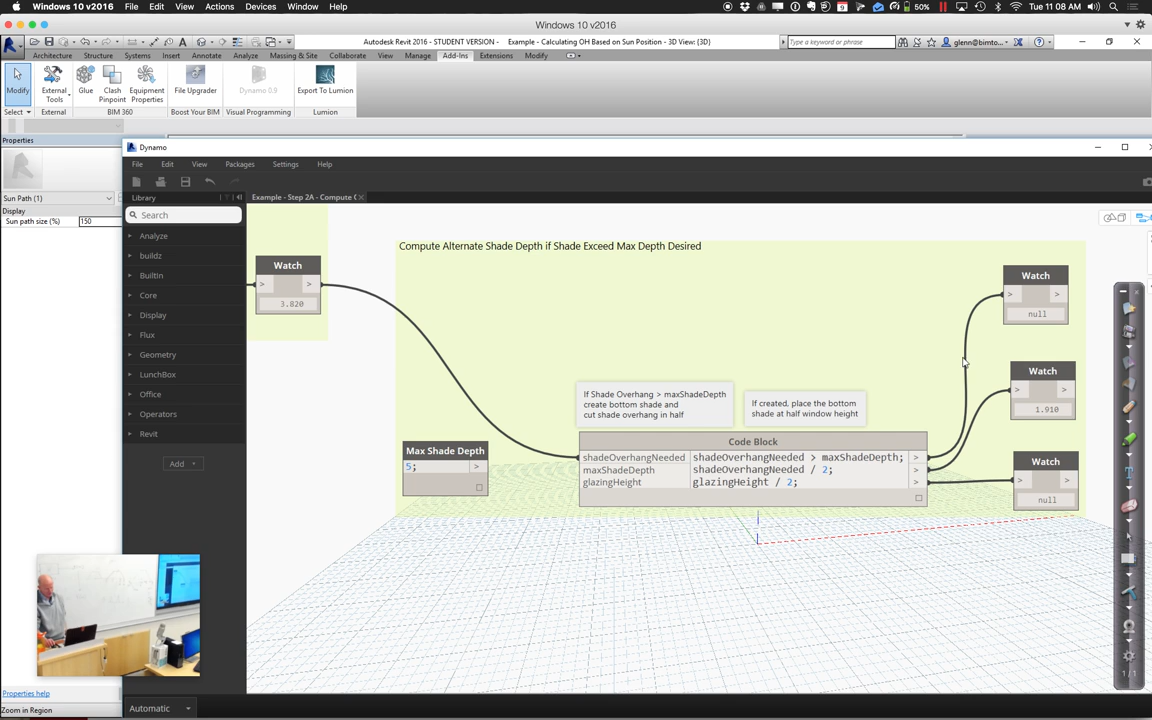 Windows 10 v2016 File Edit View Actions Devices Window Help
9 50% Tue 11 08 AM
Windows 10 v2016
Autodesk Revit 2016 - STUDENT VERSION - Example - Calculating OH Based on Sun Position - 3D View: {3D}
Type a keyword or phrase
glenn@bimto...
Architecture Structure Systems Insert Annotate Analyze Massing & Site Collaborate View Manage Add-Ins Extensions Modify
Modify
External Tools
Glue
Clash Pinpoint
Equipment Properties
File Upgrader
Dynamo 0.9
Export To Lumion
Select External BIM 360 Boost Your BIM Visual Programming Lumion
Properties
Sun Path (1)
Display
Sun path size (%) 150
Dynamo
File Edit View Packages Settings Help
Library
Example - Step 2A - Compute
Search
Analyze
buildz
BuiltIn
Core
Display
Flux
Geometry
LunchBox
Office
Operators
Revit
Add
Watch
> >
3.820
Compute Alternate Shade Depth if Shade Exceed Max Depth Desired
Max Shade Depth
5; >
If Shade Overhang > maxShadeDepth
create bottom shade and
cut shade overhang in half
If created, place the bottom
shade at half window height
Code Block
shadeOverhangNeeded shadeOverhangNeeded > maxShadeDepth; >
maxShadeDepth shadeOverhangNeeded / 2; >
glazingHeight glazingHeight / 2; >
Watch
> >
null
Watch
> >
1.910
Watch
> >
null
T
1 / 1
Properties help
Zoom in Region
Automatic